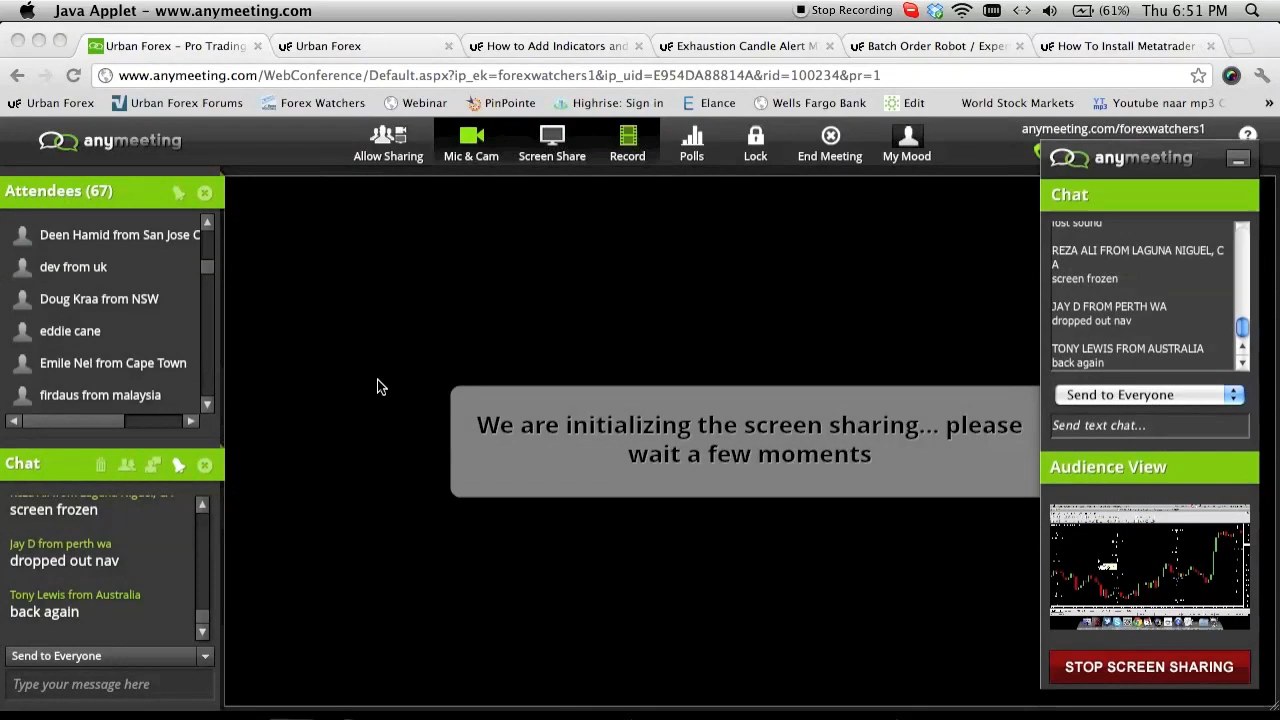 Java Applet - www.anymeeting.com
Stop Recording
(61%)
Thu 6:51 PM
Urban Forex - Pro Trading
Urban Forex
How to Add Indicators and
Exhaustion Candle Alert M
Batch Order Robot / Exper
How To Install Metatrader
www.anymeeting.com/WebConference/Default.aspx?ip_ek=forexwatchers1&ip_uid=E954DA88814A&rid=100234&pr=1
Urban Forex
Urban Forex Forums
Forex Watchers
Webinar
PinPointe
Highrise: Sign in
Elance
Wells Fargo Bank
Edit
World Stock Markets
Youtube naar mp3 C
anymeeting
Allow Sharing
Mic & Cam
Screen Share
Record
Polls
Lock
End Meeting
My Mood
anymeeting.com/forexwatchers1
Attendees (67)
Deen Hamid from San Jose C
dev from uk
Doug Kraa from NSW
eddie cane
Emile Nel from Cape Town
firdaus from malaysia
Chat
Reza Ali from Laguna Niguel, CA
screen frozen
Jay D from perth wa
dropped out nav
Tony Lewis from Australia
back again
Send to Everyone
Type your message here
We are initializing the screen sharing... please
wait a few moments
anymeeting
Chat
lost sound
REZA ALI FROM LAGUNA NIGUEL, C
A
screen frozen
JAY D FROM PERTH WA
dropped out nav
TONY LEWIS FROM AUSTRALIA
back again
Send to Everyone
Send text chat...
Audience View
STOP SCREEN SHARING